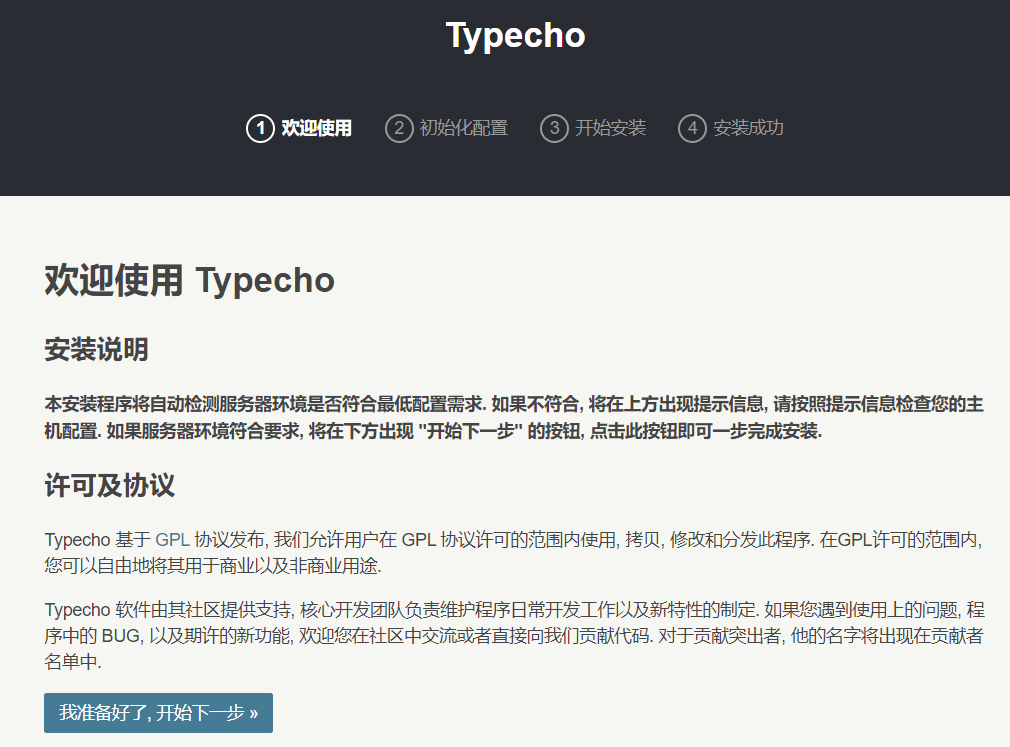 Typecho
1 欢迎使用 2 初始化配置 3 开始安装 4 安装成功
欢迎使用 Typecho
安装说明
本安装程序将自动检测服务器环境是否符合最低配置需求. 如果不符合, 将在上方出现提示信息, 请按照提示信息检查您的主
机配置. 如果服务器环境符合要求, 将在下方出现 "开始下一步" 的按钮, 点击此按钮即可一步完成安装.
许可及协议
Typecho 基于 GPL 协议发布, 我们允许用户在 GPL 协议许可的范围内使用, 拷贝, 修改和分发此程序. 在GPL许可的范围内,
您可以自由地将其用于商业以及非商业用途.
Typecho 软件由其社区提供支持, 核心开发团队负责维护程序日常开发工作以及新特性的制定. 如果您遇到使用上的问题, 程
序中的 BUG, 以及期许的新功能, 欢迎您在社区中交流或者直接向我们贡献代码. 对于贡献突出者, 他的名字将出现在贡献者
名单中.
我准备好了, 开始下一步 »